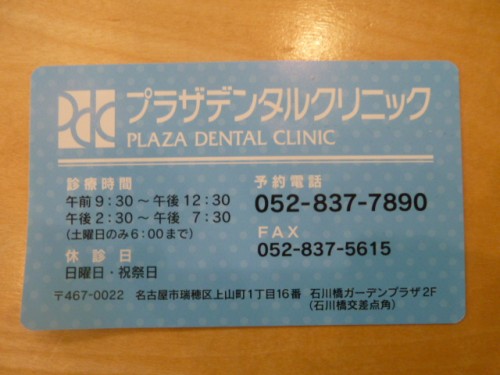 PDC
プラザデンタルクリニック
PLAZA DENTAL CLINIC
診療時間
午前 9:30 ～ 午後 12:30
午後 2:30 ～ 午後 7:30
(土曜日のみ6:00まで)
休診日
日曜日・祝祭日
予約電話
052-837-7890
FAX
052-837-5615
〒467-0022 名古屋市瑞穂区上山町1丁目16番 石川橋ガーデンプラザ2F
(石川橋交差点角)